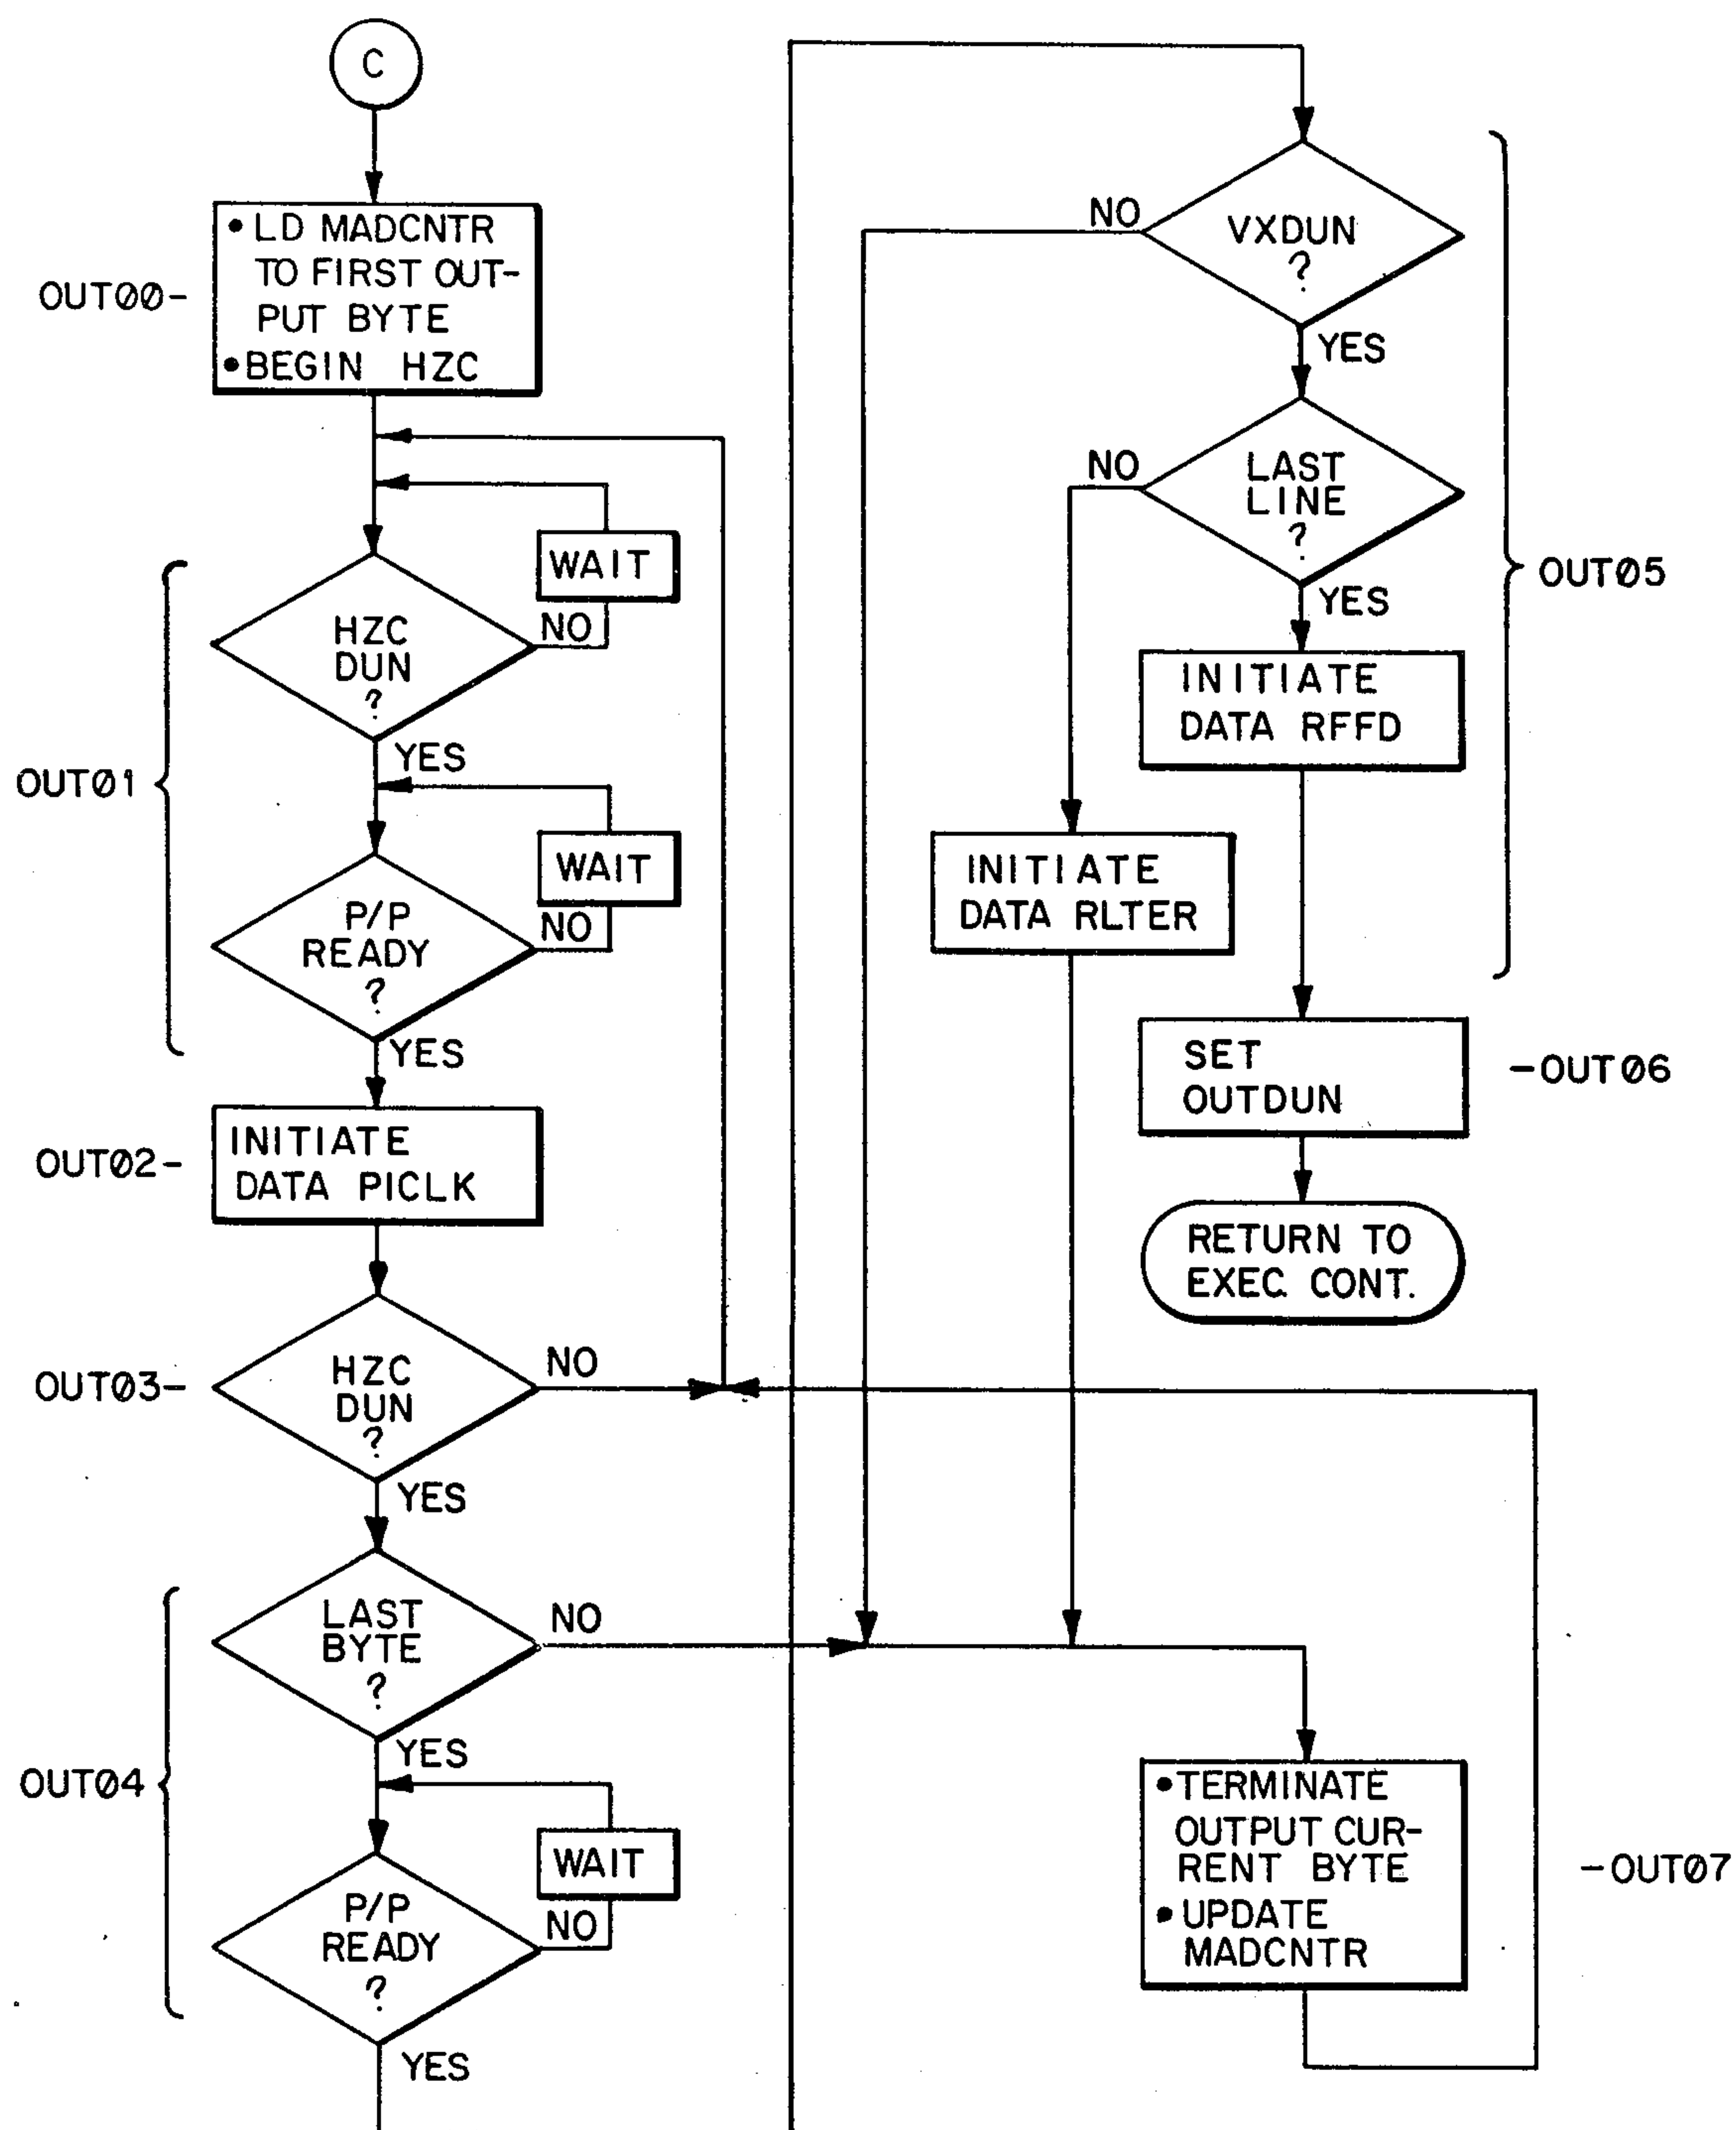 C
OUT00-
• LD MADCNTR
TO FIRST OUT-
PUT BYTE
• BEGIN HZC
WAIT
OUT01
HZC
DUN
?
NO
YES
WAIT
P/P
READY
?
NO
YES
OUT02-
INITIATE
DATA PICLK
OUT03-
HZC
DUN
?
NO
YES
OUT04
LAST
BYTE
?
NO
YES
WAIT
P/P
READY
?
NO
YES
NO
VXDUN
?
YES
NO
LAST
LINE
?
YES
OUT05
INITIATE
DATA RFFD
INITIATE
DATA RLTER
SET
OUTDUN
-OUT06
RETURN TO
EXEC. CONT.
• TERMINATE
OUTPUT CUR-
RENT BYTE
• UPDATE
MADCNTR
-OUT07